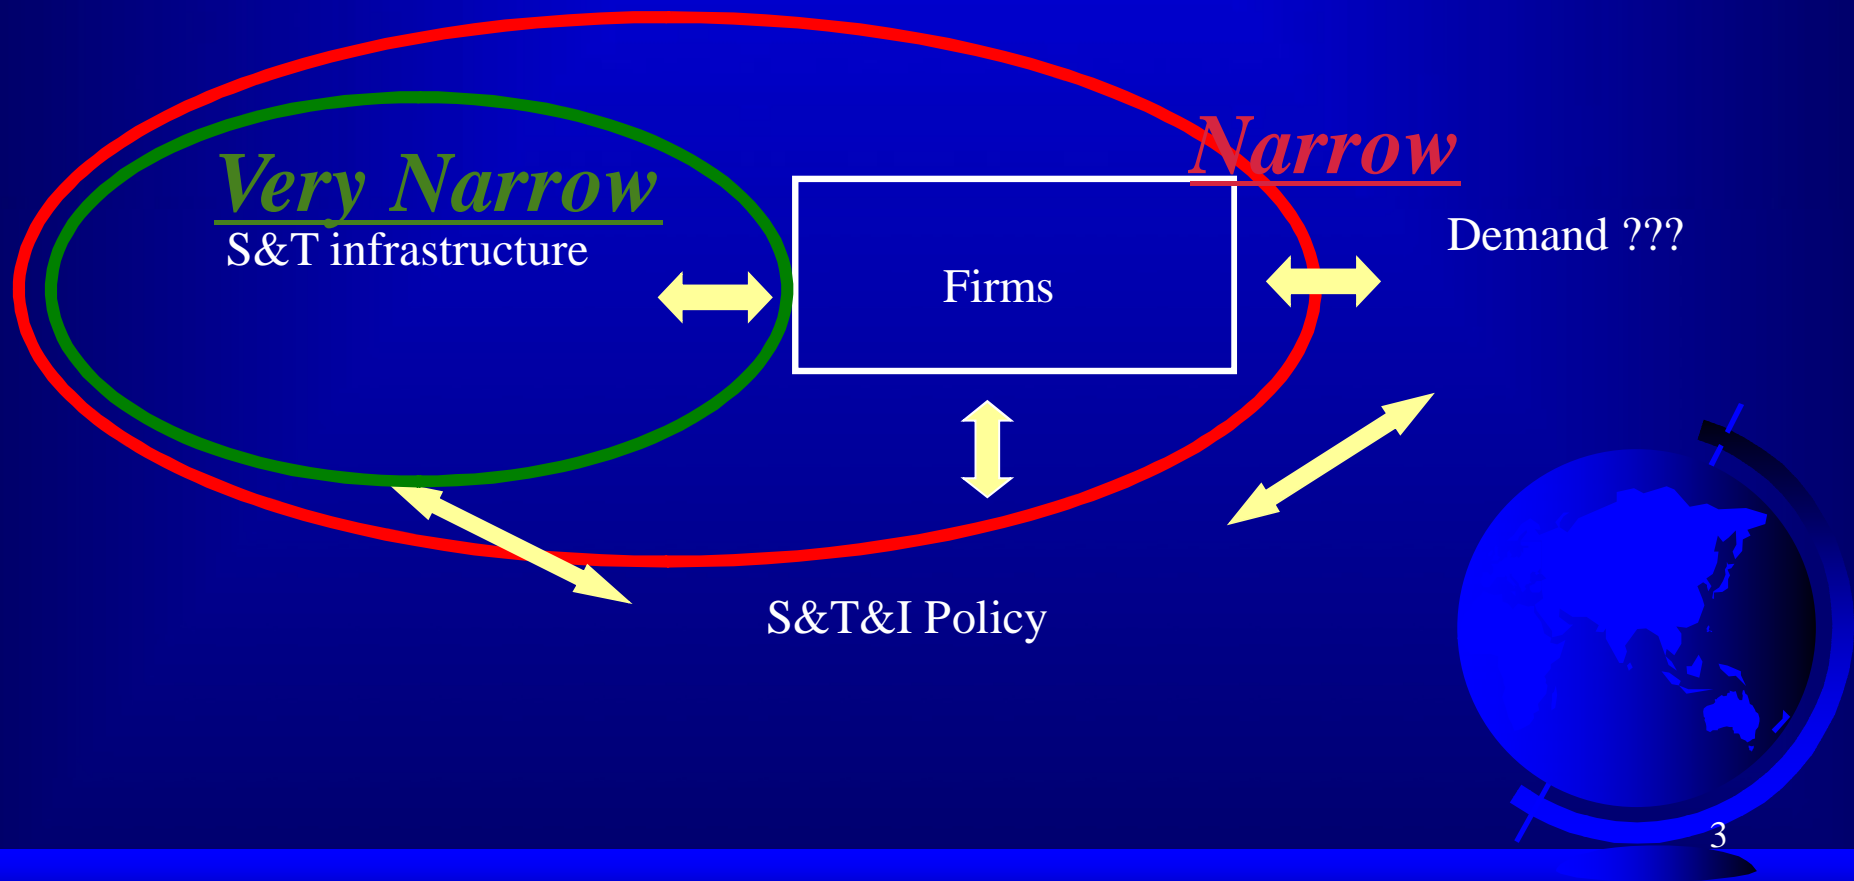 Narrow
Very Narrow
S&T infrastructure
Demand ???
Firms
S&T&I Policy
3